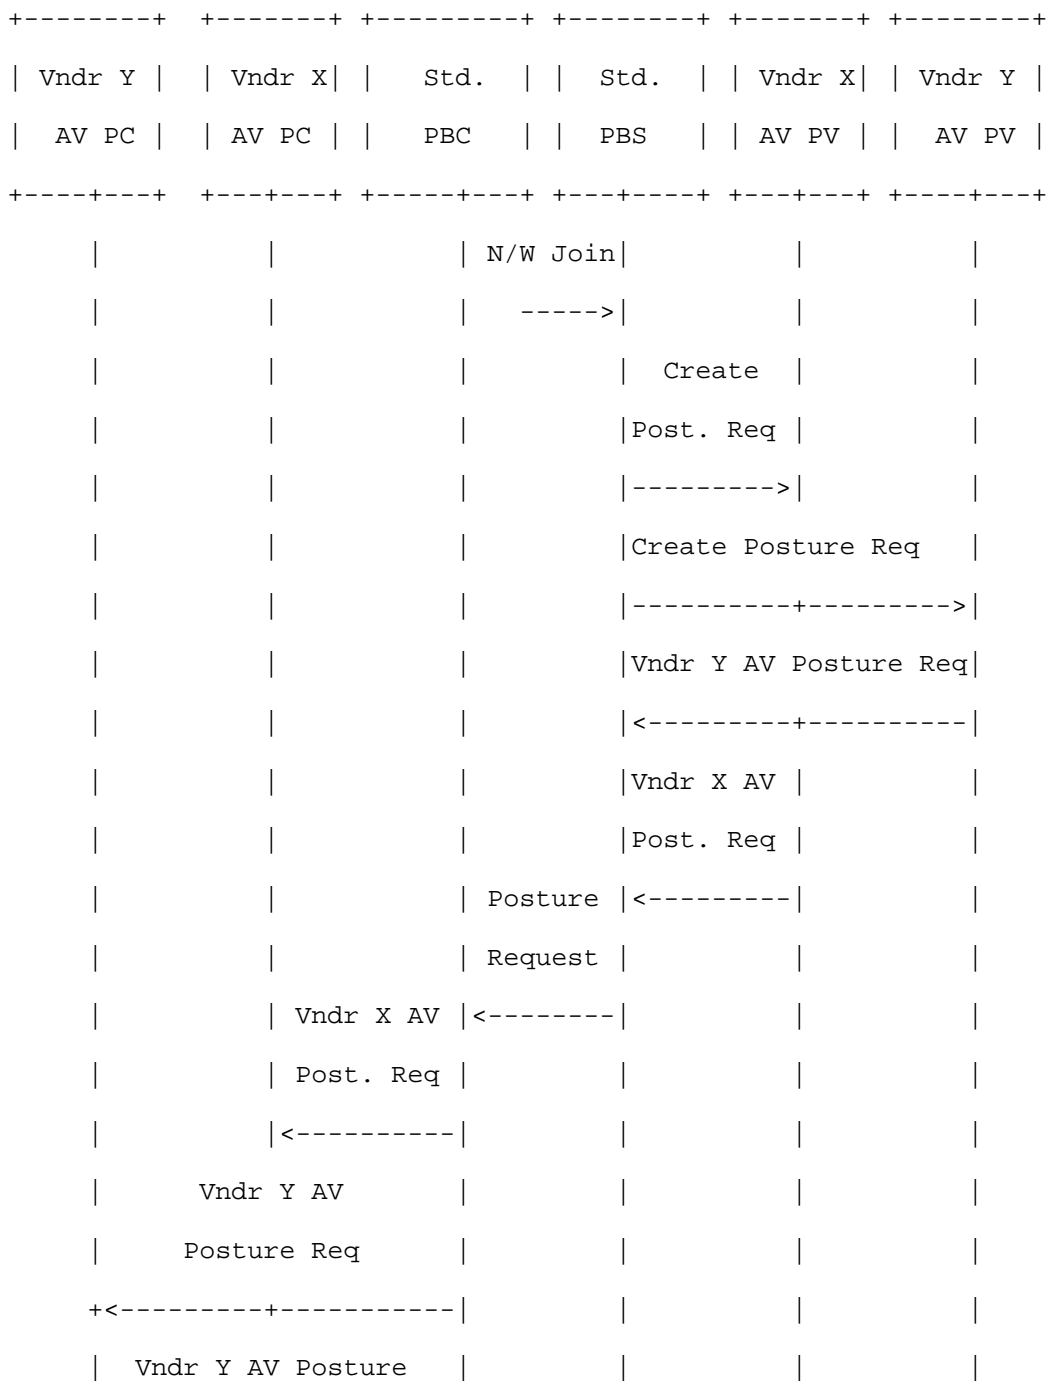 +--------+  +-------+ +---------+ +--------+ +-------+ +--------+
| Vndr Y |  | Vndr X| |   Std.  | |  Std.  | | Vndr X| | Vndr Y |
|  AV PC |  | AV PC | |   PBC   | |  PBS   | | AV PV | |  AV PV |
+----+---+  +---+---+ +-----+---+ +---+----+ +---+---+ +----+---+
     |          |           | N/W Join|          |          |
     |          |           |   ----->|          |          |
     |          |           |         |  Create  |          |
     |          |           |         |Post. Req |          |
     |          |           |         |--------->|          |
     |          |           |         |Create Posture Req   |
     |          |           |         |----------+--------->|
     |          |           |         |Vndr Y AV Posture Req|
     |          |           |         |<---------+----------|
     |          |           |         |Vndr X AV |          |
     |          |           |         |Post. Req |          |
     |          |           | Posture |<---------|          |
     |          |           | Request |          |          |
     |          | Vndr X AV |<--------|          |          |
     |          | Post. Req |         |          |          |
     |          |<----------|         |          |          |
     |      Vndr Y AV       |         |          |          |
     |     Posture Req      |         |          |          |
     +<---------+-----------|         |          |          |
     |  Vndr Y AV Posture   |         |          |          |